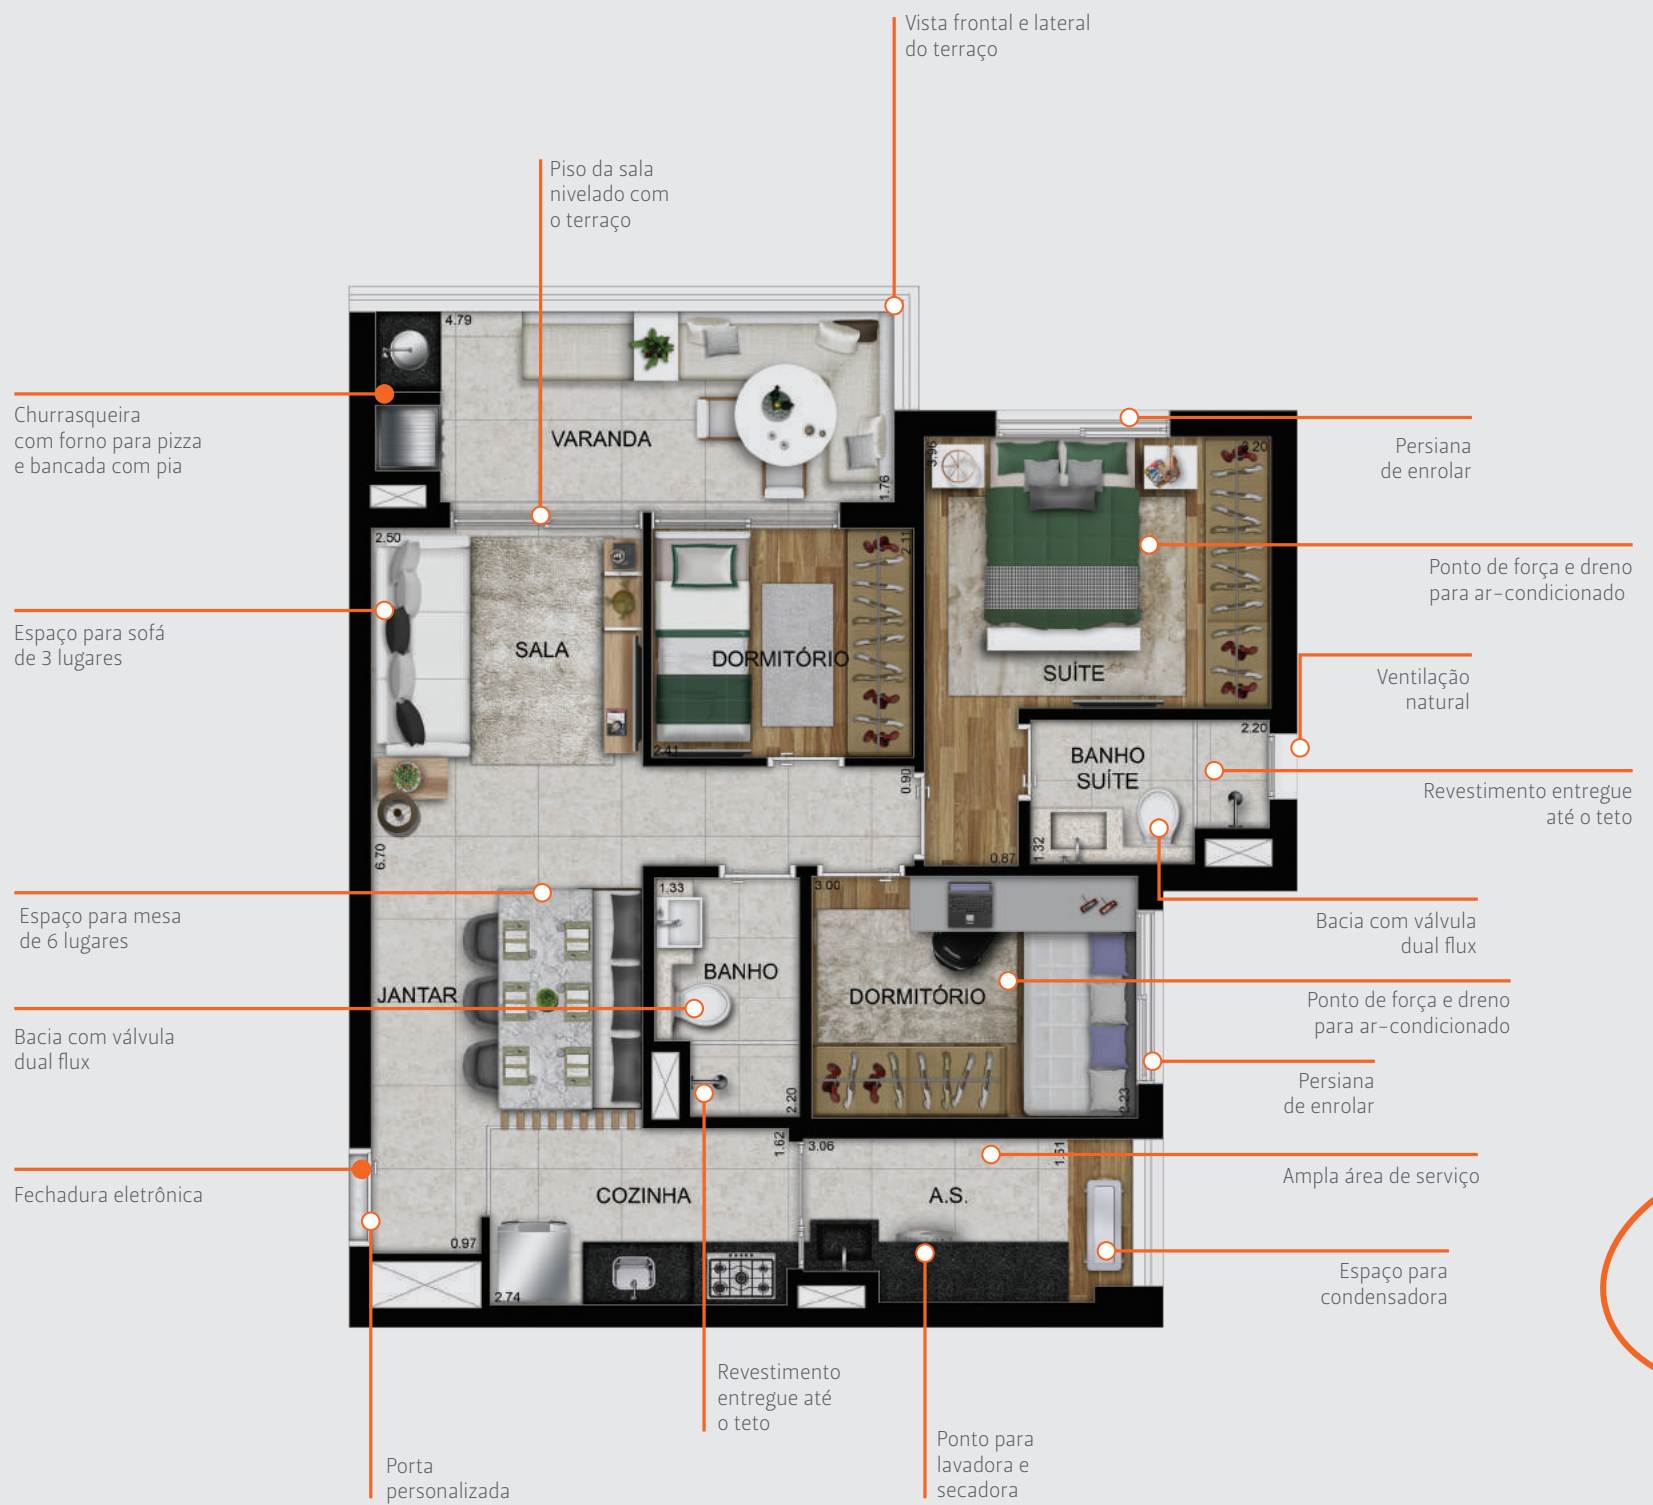 Vista frontal e lateral
do terraço
Piso da sala
nivelado com
o terraço
Churrasqueira
com forno para pizza
e bancada com pia
Espaço para sofá
de 3 lugares
Espaço para mesa
de 6 lugares
Bacia com válvula
dual flux
Fechadura eletrônica
Porta
personalizada
4.79
VARANDA
1.76
2.50
SALA
6.70
JANTAR
0.97
2.11
DORMITÓRIO
2.41
0.90
3.96
3.20
SUÍTE
2.20
BANHO
SUÍTE
1.32
0.87
1.33
BANHO
2.20
3.00
DORMITÓRIO
2.23
1.62
COZINHA
2.74
3.06
1.51
A.S.
Persiana
de enrolar
Ponto de força e dreno
para ar-condicionado
Ventilação
natural
Revestimento entregue
até o teto
Bacia com válvula
dual flux
Ponto de força e dreno
para ar-condicionado
Persiana
de enrolar
Ampla área de serviço
Espaço para
condensadora
Revestimento
entregue até
o teto
Ponto para
lavadora e
secadora